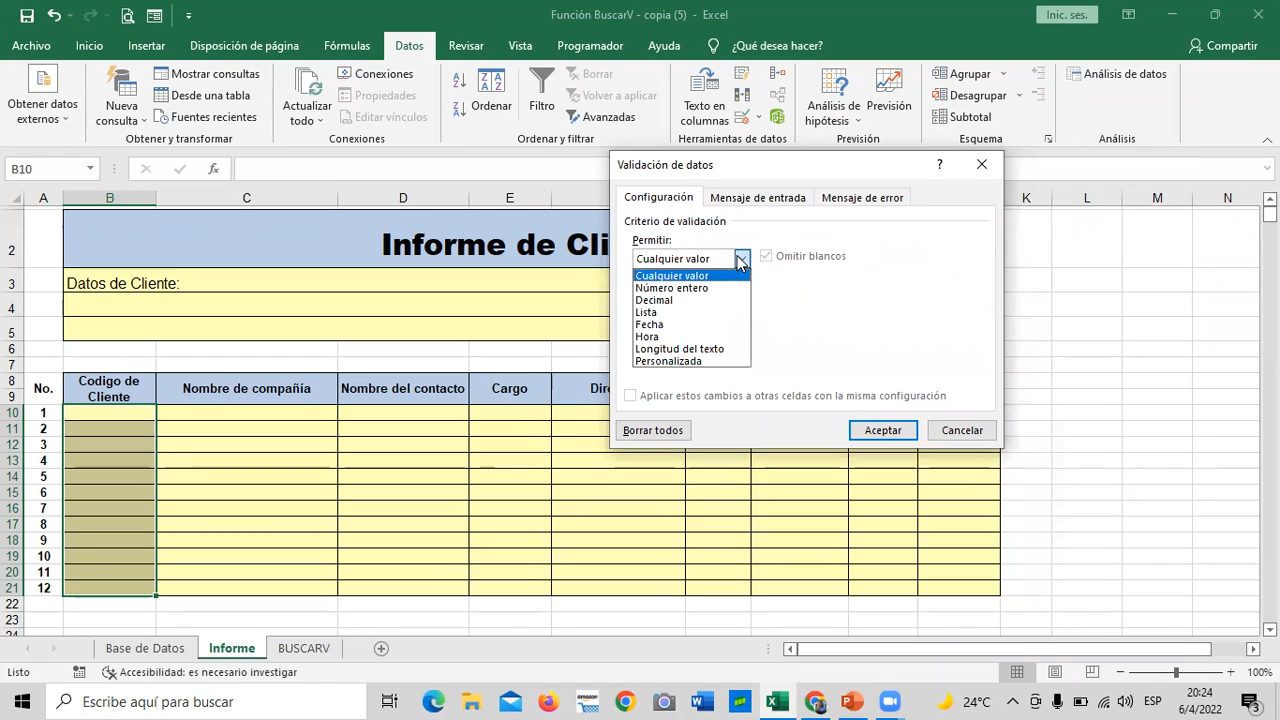 Función BuscarV - copia (5) - Excel
Inic. ses.
Archivo Inicio Insertar Disposición de página Fórmulas Datos Revisar Vista Programador Ayuda ¿Qué desea hacer? Compartir
Obtener datos externos
Nueva consulta
Mostrar consultas
Desde una tabla
Fuentes recientes
Obtener y transformar
Actualizar todo
Conexiones
Propiedades
Editar vínculos
Conexiones
Ordenar
Filtro
Borrar
Volver a aplicar
Avanzadas
Ordenar y filtrar
Texto en columnas
Herramientas de datos
Análisis de hipótesis
Previsión
Previsión
Agrupar
Desagrupar
Subtotal
Esquema
Análisis de datos
Análisis
B10
fx
A B C D E K L M N
Validación de datos ?
Configuración Mensaje de entrada Mensaje de error
Criterio de validación
Permitir:
Cualquier valor
Omitir blancos
Cualquier valor
Número entero
Decimal
Lista
Fecha
Hora
Longitud del texto
Personalizada
Aplicar estos cambios a otras celdas con la misma configuración
Borrar todos Aceptar Cancelar
2 Informe de Cli
3 Datos de Cliente:
4
5
6
7
8
9
No. Codigo de Cliente Nombre de compañía Nombre del contacto Cargo Dire
10 1
11 2
12 3
13 4
14 5
15 6
16 7
17 8
18 9
19 10
20 11
21 12
22
23
24
Base de Datos Informe BUSCARV
Listo Accesibilidad: es necesario investigar 100%
Escribe aquí para buscar
amazon
24°C
ESP
20:24
6/4/2022
3